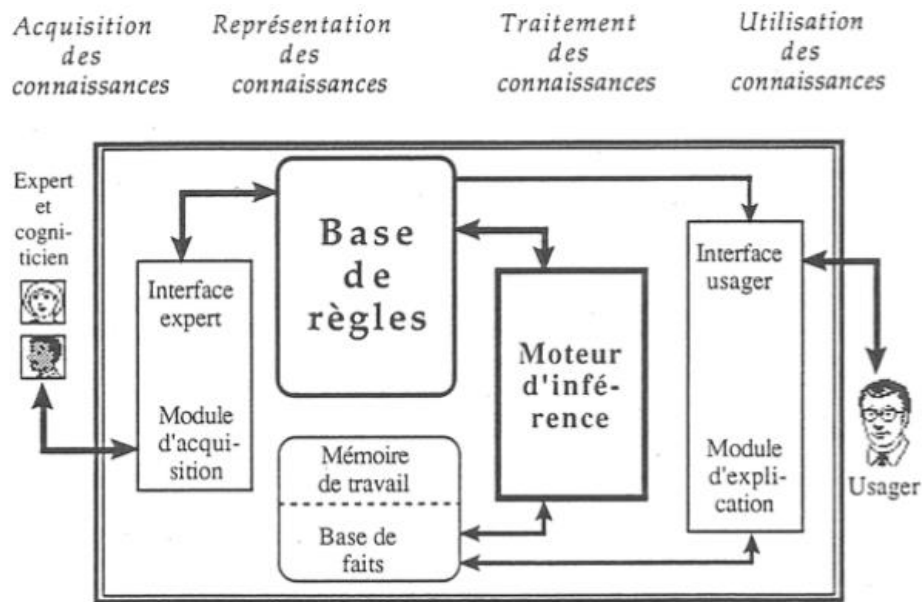 Acquisition
des
connaissances
Représentation
des
connaissances
Traitement
des
connaissances
Utilisation
des
connaissances
Expert
et
cogni-
ticien
Interface
expert
Module
d'acqui-
sition
Base
de
règles
Mémoire
de travail
Base de
faits
Moteur
d'infé-
rence
Interface
usager
Module
d'expli-
cation
Usager